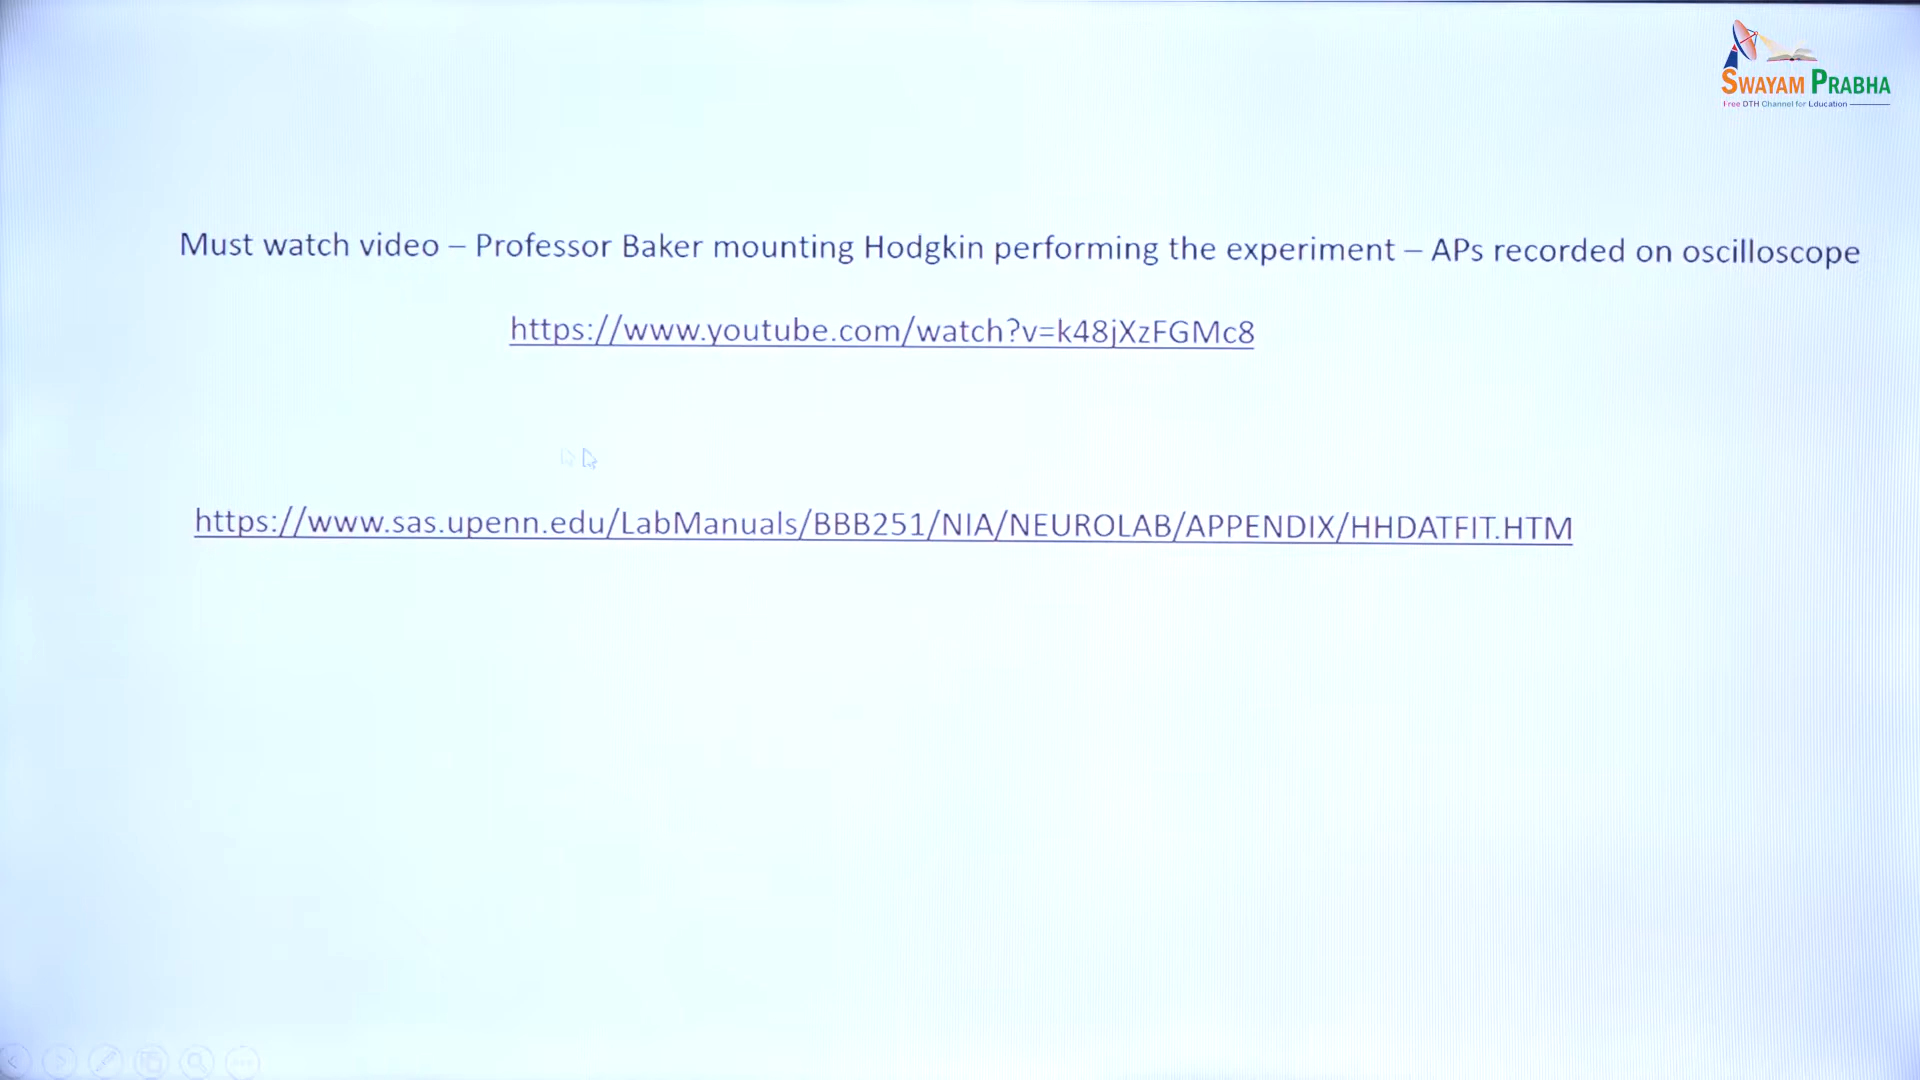 SWAYAM PRABHA
Free DTH Channel for Education
Must watch video – Professor Baker mounting Hodgkin performing the experiment – APs recorded on oscilloscope
https://www.youtube.com/watch?v=k48jXzFGMc8
https://www.sas.upenn.edu/LabManuals/BBB251/NIA/NEUROLAB/APPENDIX/HHDATFIT.HTM